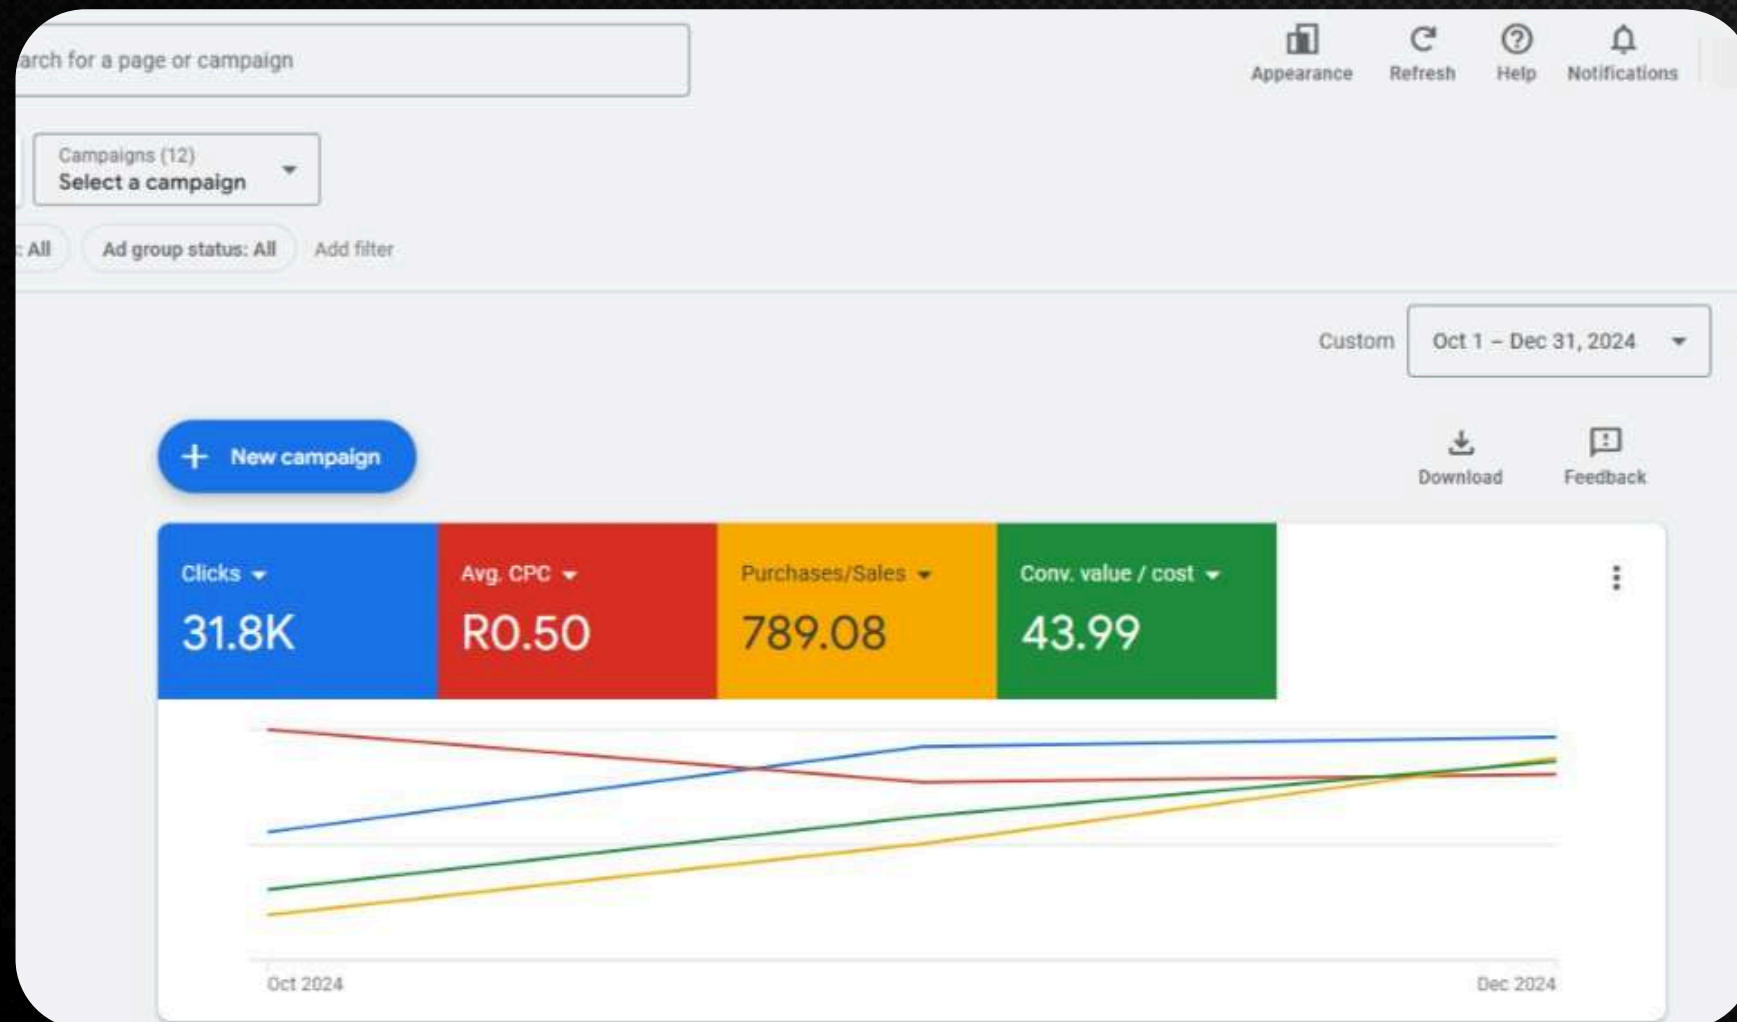 arch for a page or campaign
Appearance
Refresh
Help
Notifications
Campaigns (12)
Select a campaign
: All
Ad group status: All
Add filter
Custom
Oct 1 – Dec 31, 2024
New campaign
Download
Feedback
Clicks
31.8K
Avg. CPC
R0.50
Purchases/Sales
789.08
Conv. value / cost
43.99
Oct 2024
Dec 2024